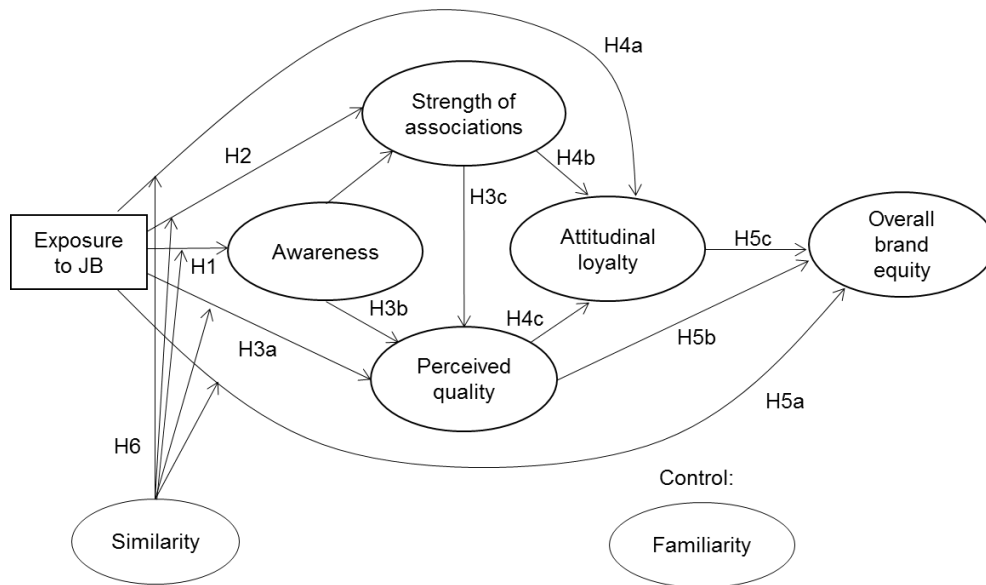 H4a
Strength of
associations
H2
H4b
H3c
Exposure
to JB
H1
Awareness
Attitudinal
loyalty
H5c
Overall
brand
equity
H3b
H4c
H3a
Perceived
quality
H5b
H5a
H6
Control:
Similarity
Familiarity